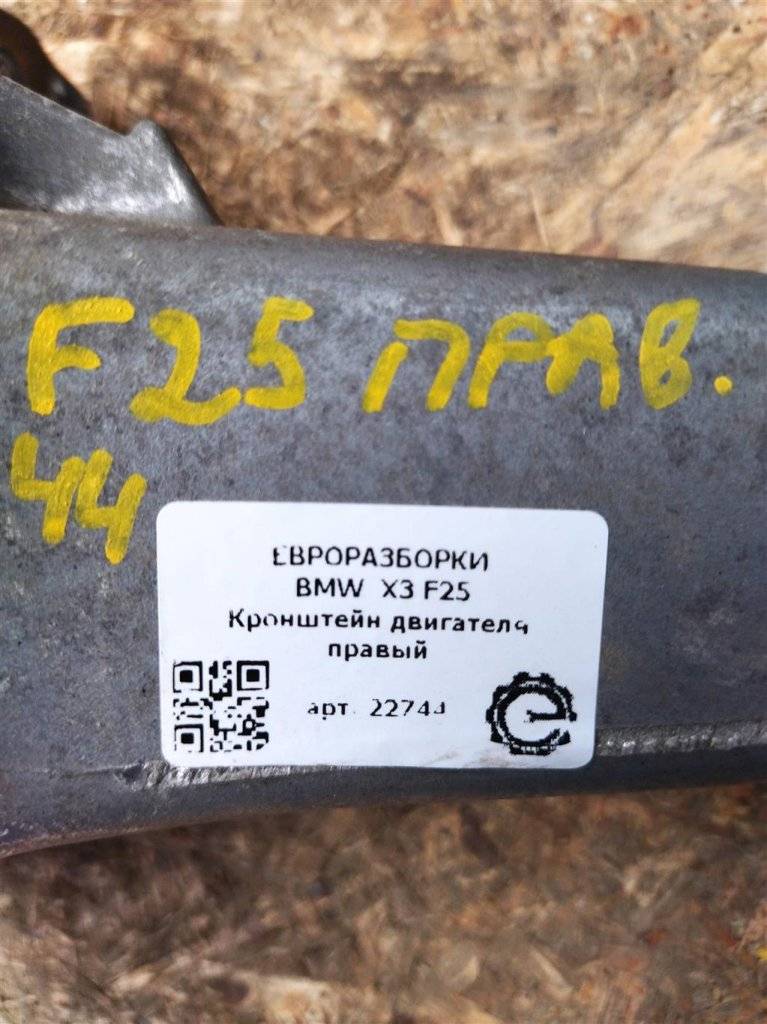 F25 ПРАВ.
44
ЕВРОРАЗБОРКИ
BMW X3 F25
Кронштейн двигателя
правый
арт. 22744